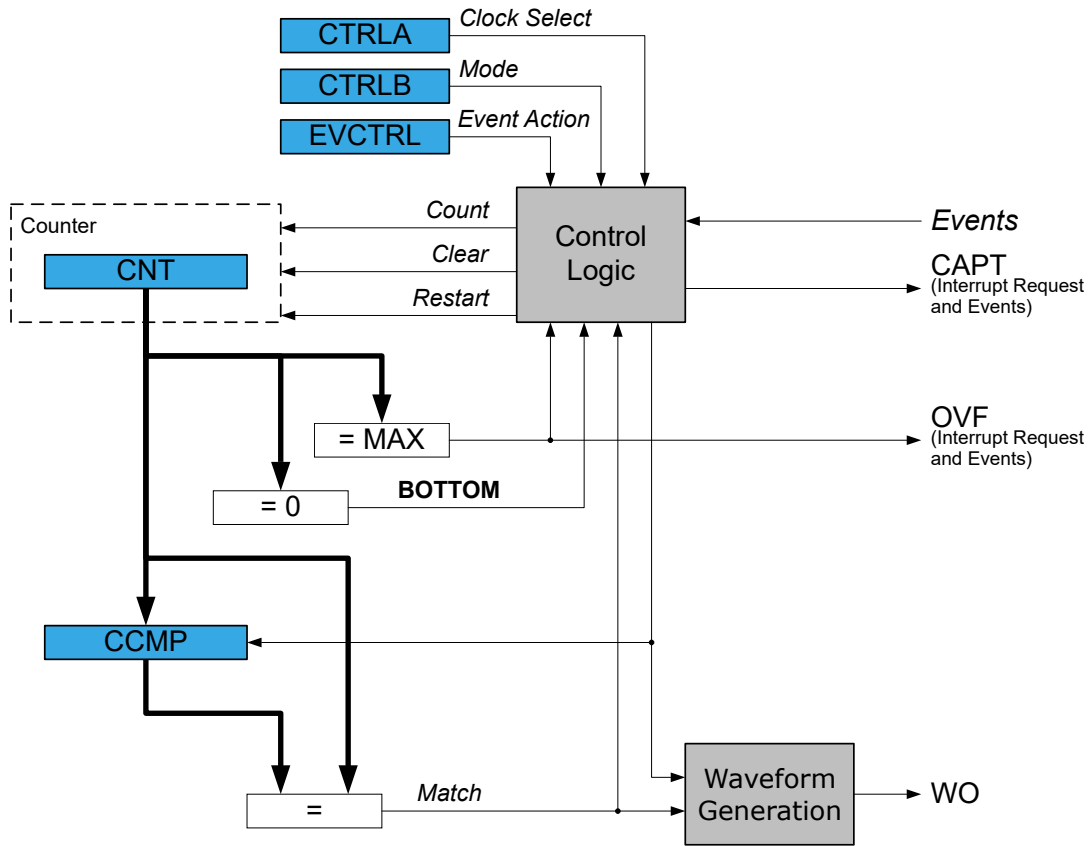 CTRLA
Clock Select
CTRLB
Mode
EVCTRL
Event Action
Counter
CNT
Count
Clear
Restart
Control
Logic
Events
CAPT
(Interrupt Request
and Events)
= MAX
OVF
(Interrupt Request
and Events)
= 0
BOTTOM
CCMP
=
Match
Waveform
Generation
WO